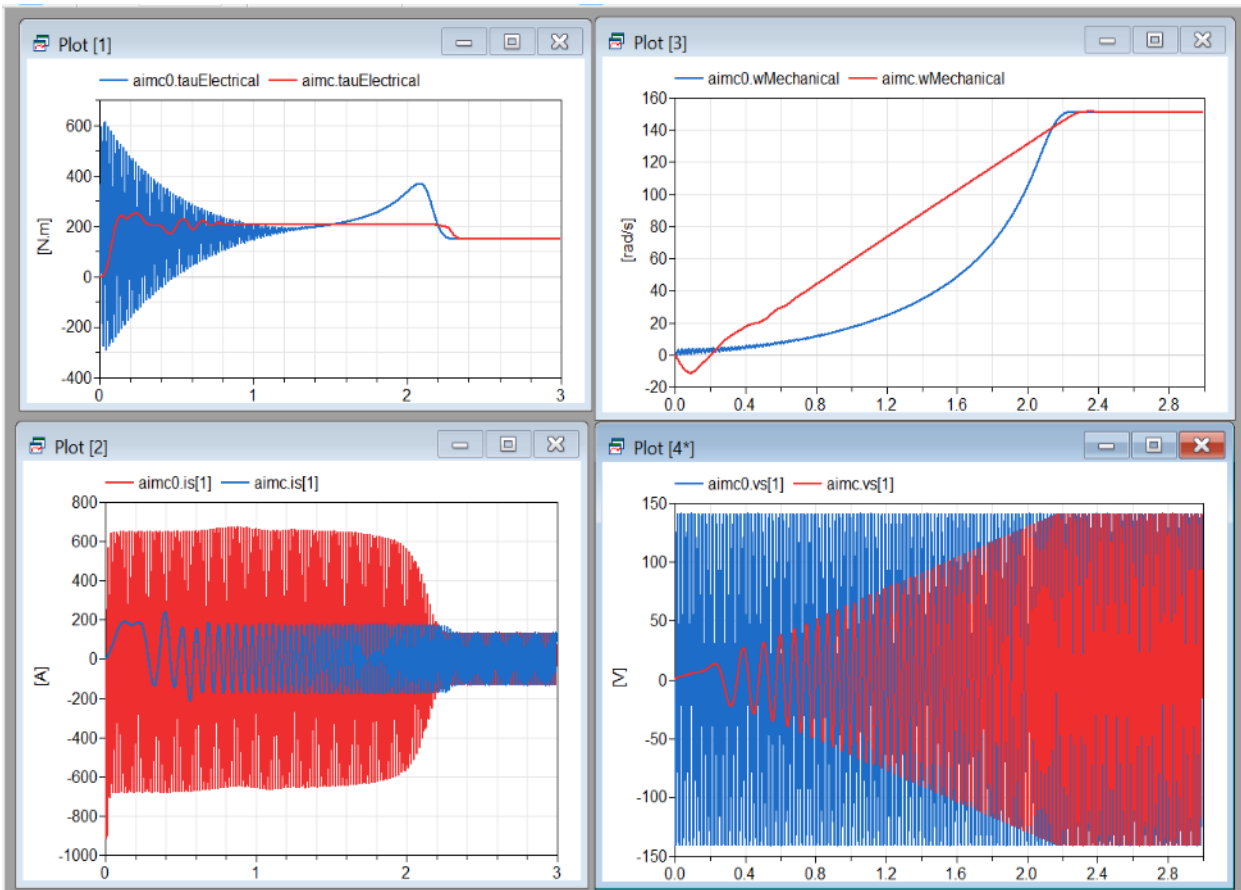 Plot [1]
aimc0.tauElectrical aimc.tauElectrical
600
400
200
0
-200
-400
[N.m]
0 1 2 3
Plot [3]
aimc0.wMechanical aimc.wMechanical
160
140
120
100
80
60
40
20
0
-20
[rad/s]
0.0 0.4 0.8 1.2 1.6 2.0 2.4 2.8
Plot [2]
aimc0.is[1] aimc.is[1]
800
600
400
200
0
-200
-400
-600
-800
-1000
[A]
0 1 2 3
Plot [4*]
aimc0.vs[1] aimc.vs[1]
150
100
50
0
-50
-100
-150
[V]
0.0 0.4 0.8 1.2 1.6 2.0 2.4 2.8